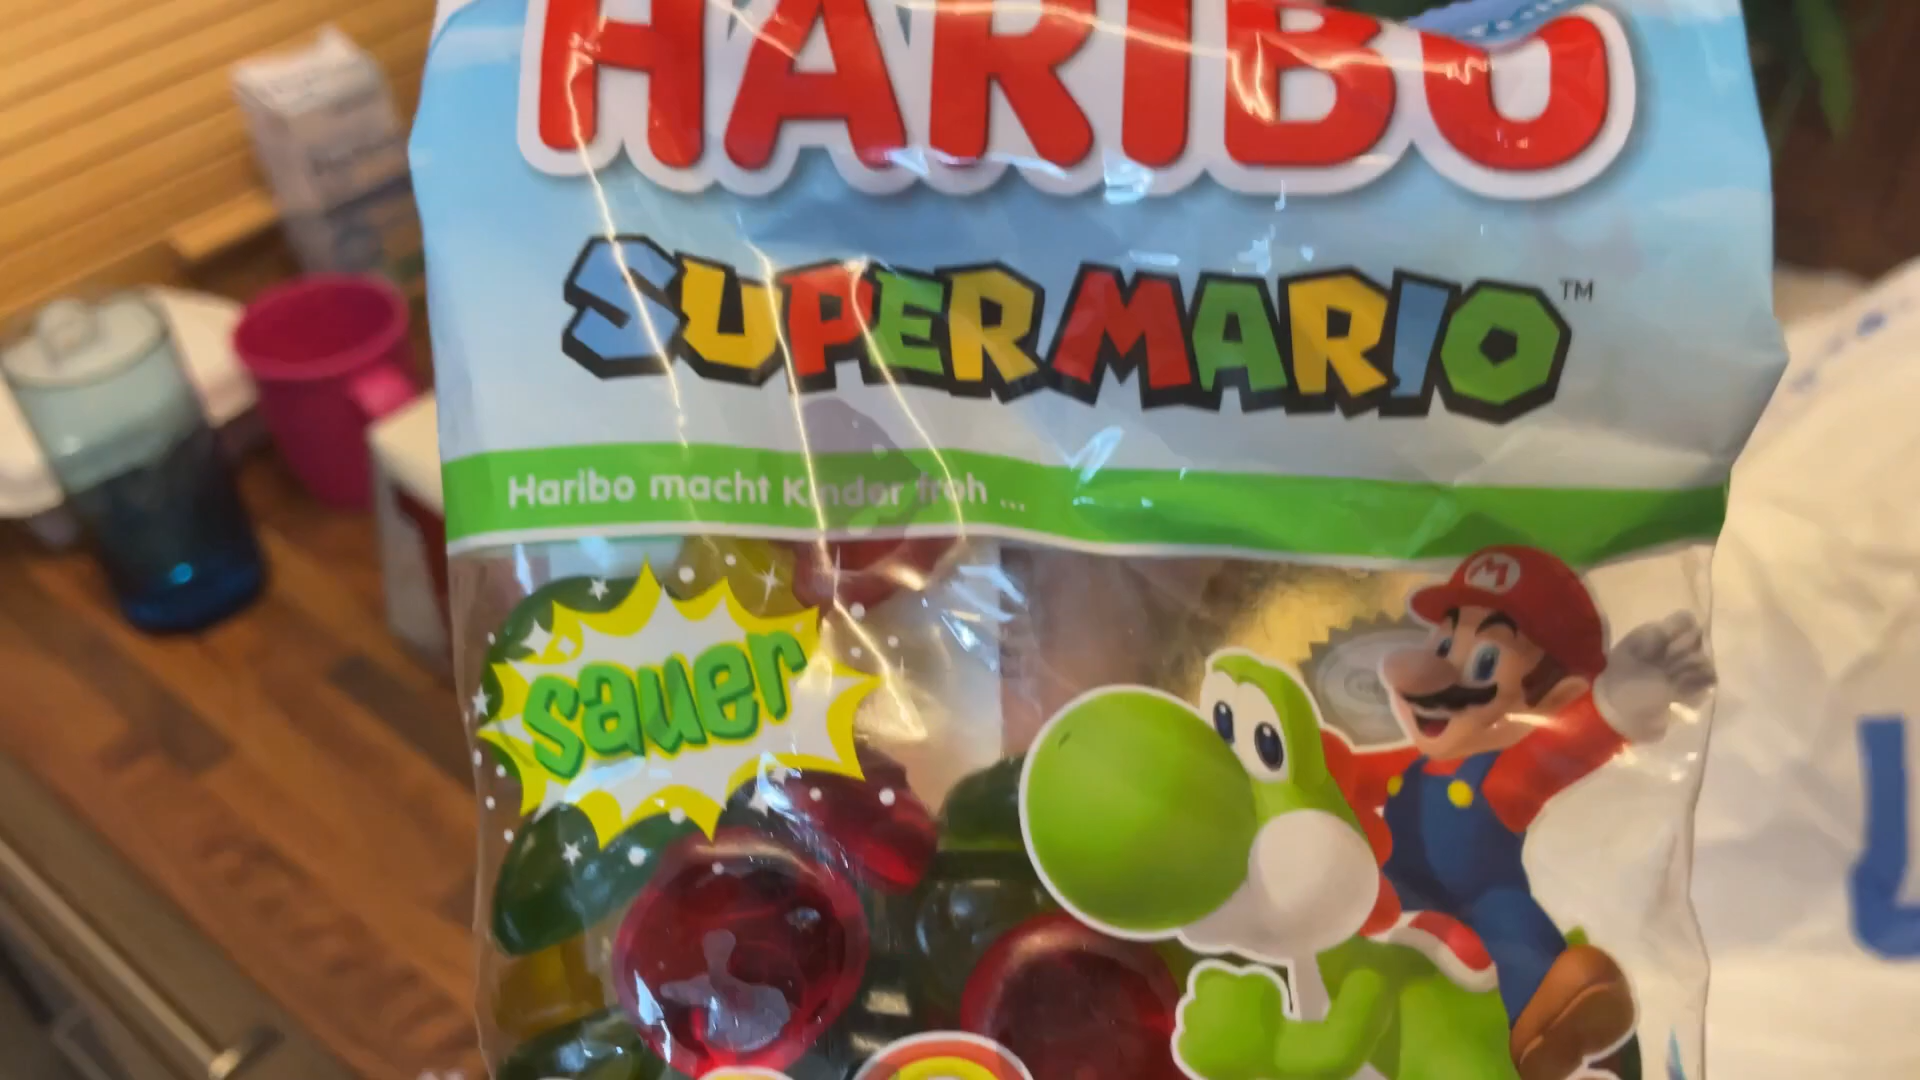 HARIBO
SUPER MARIO™
Haribo macht Kinder froh ...
sauer
M